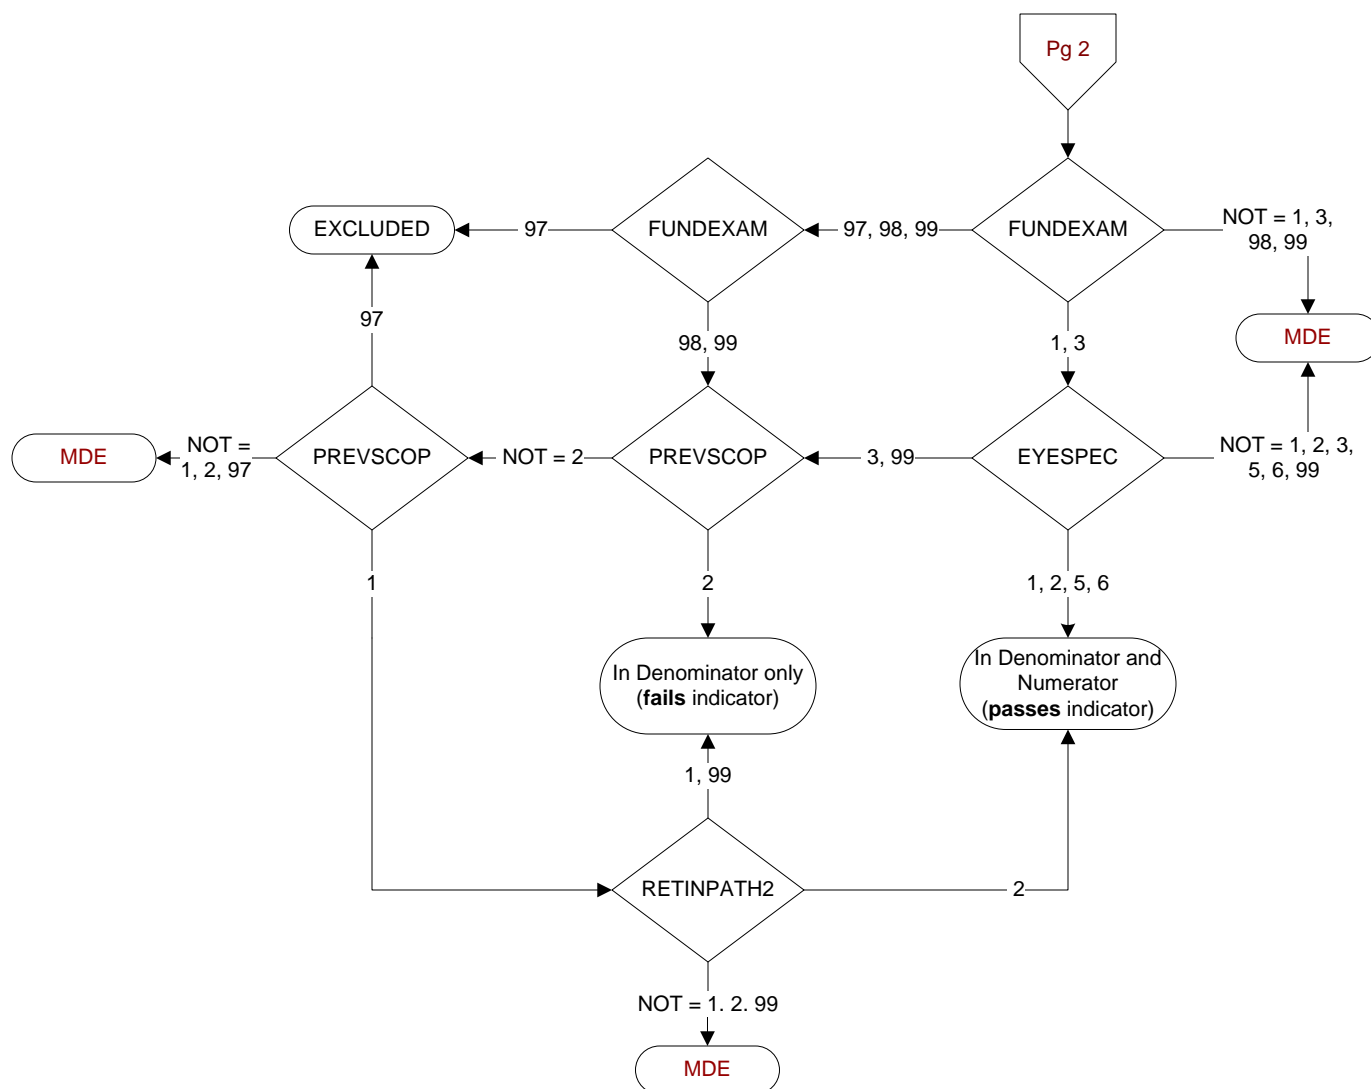 Pg 2
EXCLUDED
97
FUNDEXAM
97, 98, 99
FUNDEXAM
NOT = 1, 3,
98, 99
97
98, 99
1, 3
MDE
MDE
NOT =
1, 2, 97
PREVSCOP
NOT = 2
PREVSCOP
3, 99
EYESPEC
NOT = 1, 2, 3,
5, 6, 99
1
2
1, 2, 5, 6
In Denominator only
(fails indicator)
In Denominator and
Numerator
(passes indicator)
1, 99
RETINPATH2
2
NOT = 1. 2. 99
MDE